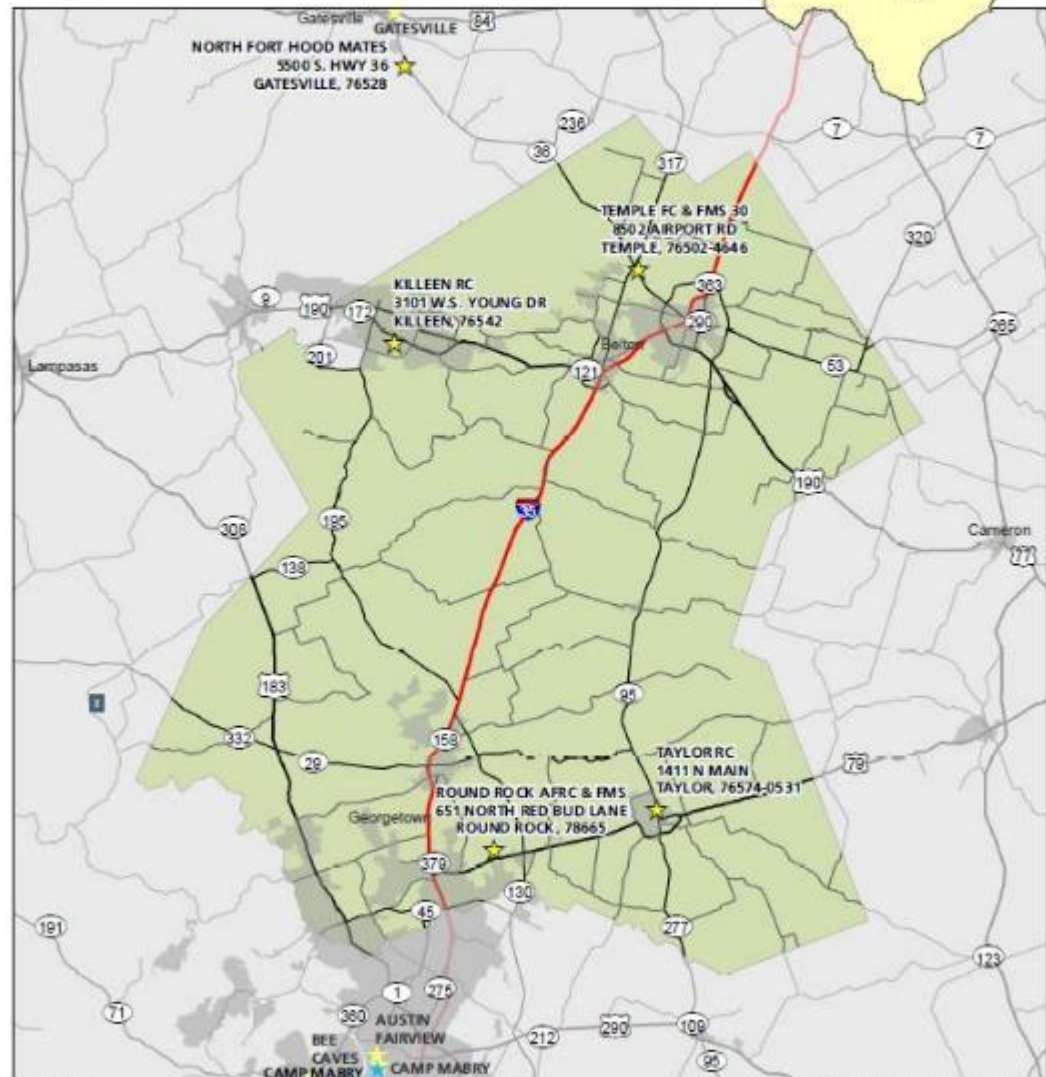 Gatesville
84
GATESVILLE
NORTH FORT HOOD MATES
5500 S. HWY 36
GATESVILLE, 76528
236
7
7
36
317
TEMPLE FC & FMS 30
8502 AIRPORT RD
TEMPLE, 76502-4646
320
KILLEEN RC
3101 W.S. YOUNG DR
KILLEEN, 76542
363
9
190
172
290
265
201
Belton
Lampasas
121
53
190
35
195
308
Cameron
77
138
183
95
332
158
29
79
TAYLOR RC
1411 N MAIN
TAYLOR, 76574-0531
ROUND ROCK AFRC & FMS
651 NORTH RED BUD LANE
ROUND ROCK, 78665
Georgetown
379
130
45
191
277
123
1
275
71
360
AUSTIN
FAIRVIEW
212
290
109
BEE
CAVES
95
CAMP MABRY
CAMP MABRY